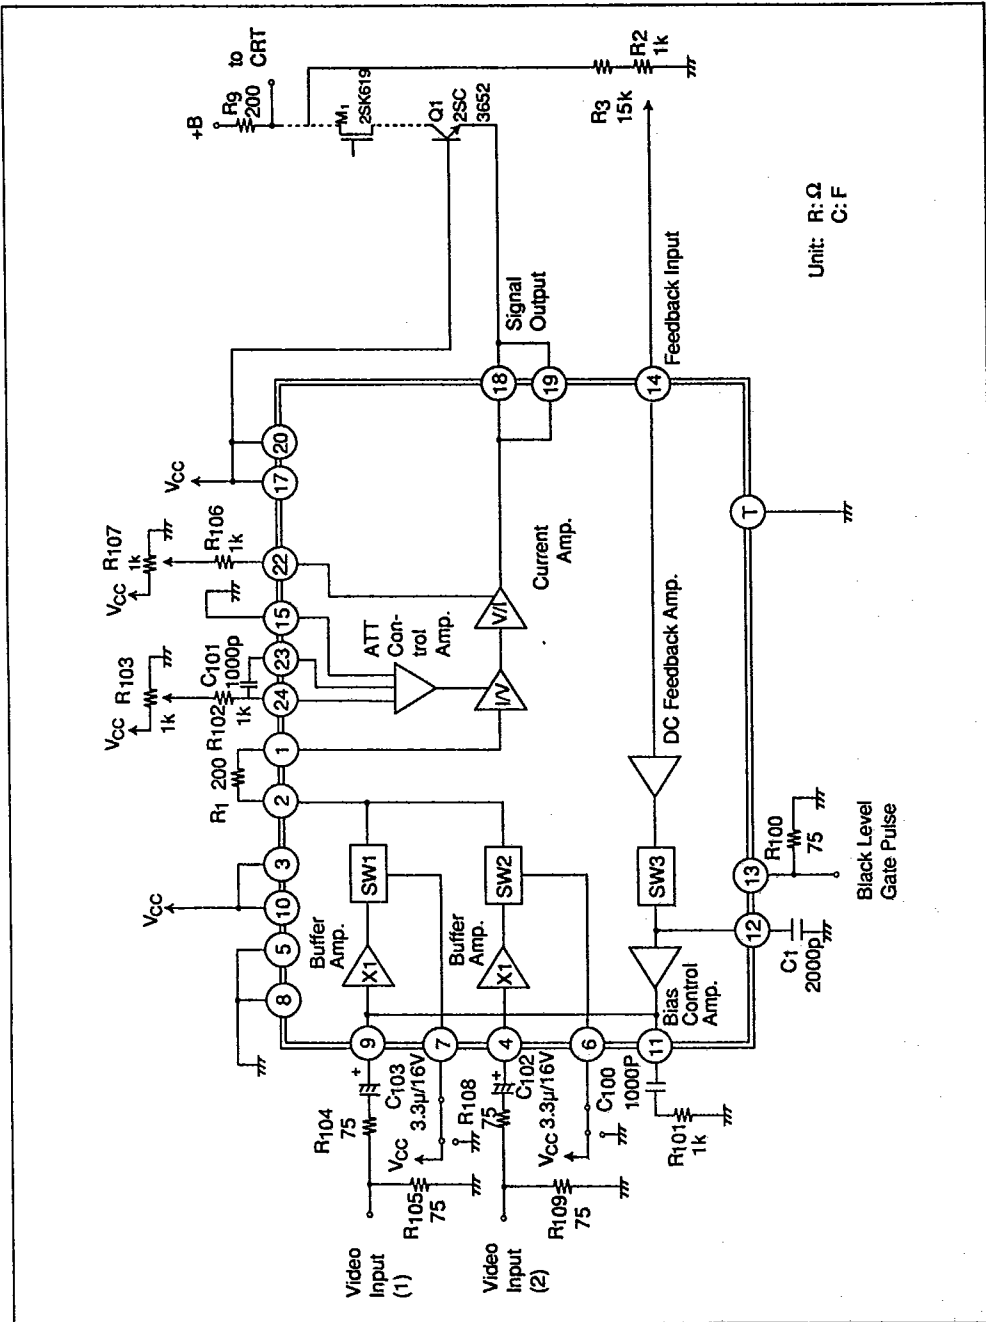 +B
R9
200
to
CRT
M1
2SK619
Q1
2SC
3652
R3
15k
R2
1k
Unit: R: Ω
C: F
Signal
Output
Feedback Input
18
19
14
20
17
VCC
R107
1k
VCC
R106
1k
22
15
23
24
1
2
3
10
5
8
R103
1k
VCC
C101
1000p
R102
1k
R1
200
VCC
ATT
Con-
trol
Amp.
V/I
I/V
Current
Amp.
T
DC Feedback Amp.
SW1
SW2
SW3
Buffer
Amp.
X1
Buffer
Amp.
X1
Bias
Control
Amp.
9
7
4
6
11
12
13
R100
75
Black Level
Gate Pulse
C1
2000p
+
C103
3.3μ/16V
R104
75
VCC
R105
75
Video
Input
(1)
+
C102
3.3μ/16V
R108
75
VCC
R109
75
Video
Input
(2)
C100
1000P
R101
1k